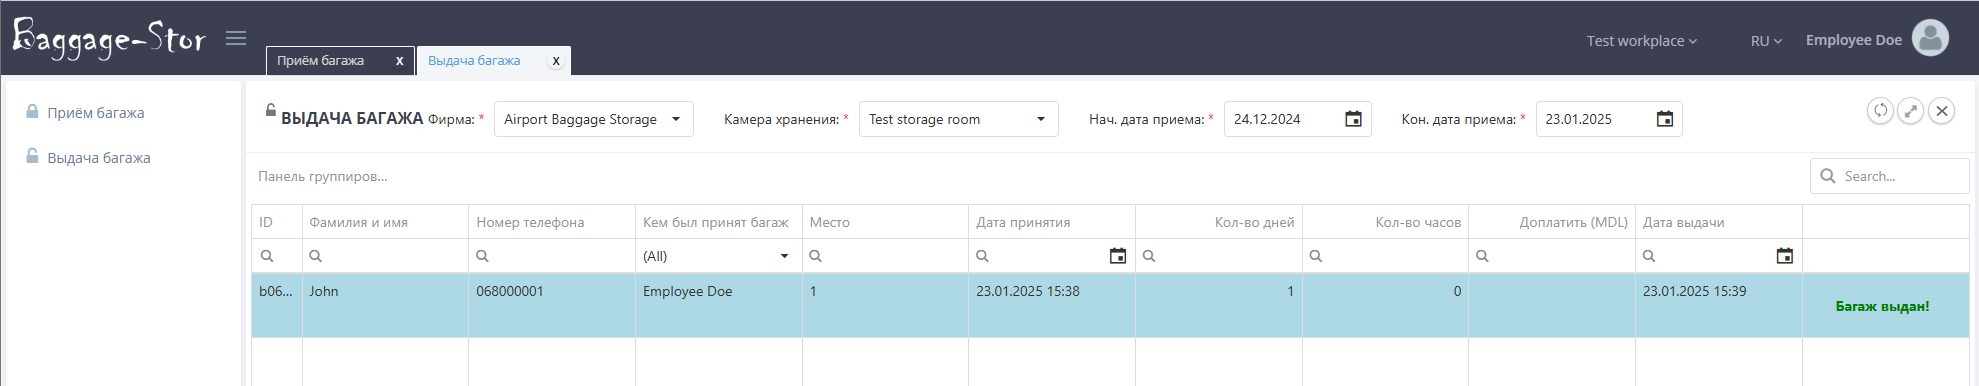 Baggage-Stor
Приём багажа x
Выдача багажа x
Test workplace
RU
Employee Doe
Приём багажа
Выдача багажа
ВЫДАЧА БАГАЖА Фирма: * Airport Baggage Storage Камера хранения: * Test storage room Нач. дата приема: * 24.12.2024 Кон. дата приема: * 23.01.2025
Панель группиров...
Search...
ID Фамилия и имя Номер телефона Кем был принят багаж Место Дата принятия Кол-во дней Кол-во часов Доплатить (MDL) Дата выдачи
(All)
b06... John 068000001 Employee Doe 1 23.01.2025 15:38 1 0 23.01.2025 15:39 Багаж выдан!